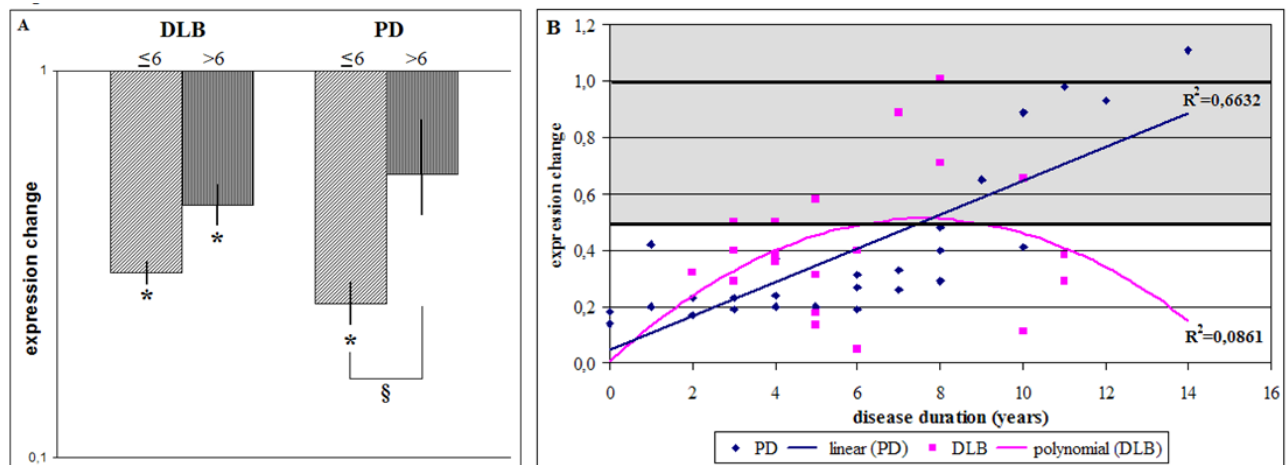 A
DLB PD
≤6 >6 ≤6 >6
1
expression change
*
*
*
§
0,1
B
1,2
1,0
0,8
0,6
0,4
0,2
0,0
expression change
R²=0,6632
R²=0,0861
0 2 4 6 8 10 12 14 16
disease duration (years)
PD linear (PD) DLB polynomial (DLB)